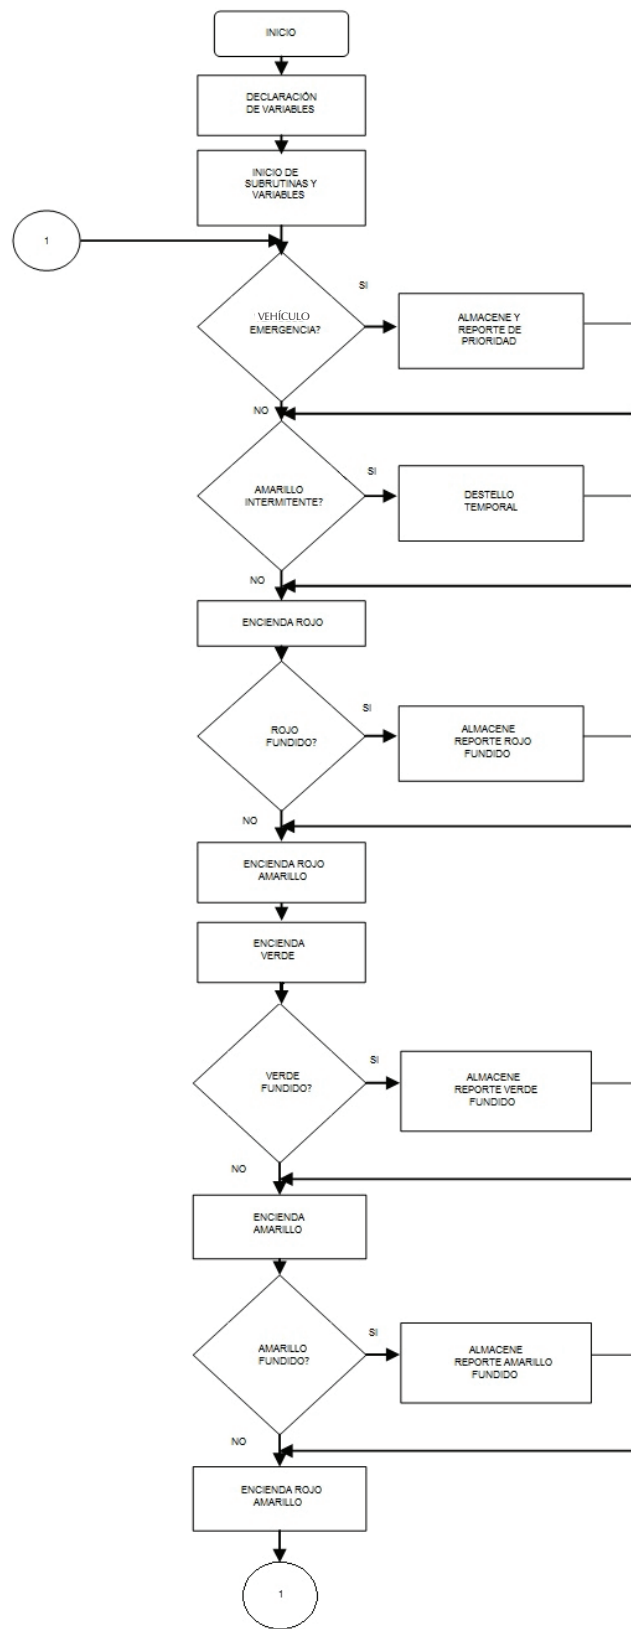 INICIO
DECLARACIÓN
DE VARIABLES
INICIO DE
SUBRUTINAS Y
VARIABLES
1
VEHÍCULO
EMERGENCIA?
SI
ALMACENE Y
REPORTE DE
PRIORIDAD
NO
AMARILLO
INTERMITENTE?
SI
DESTELLO
TEMPORAL
NO
ENCIENDA ROJO
ROJO
FUNDIDO?
SI
ALMACENE
REPORTE ROJO
FUNDIDO
NO
ENCIENDA ROJO
AMARILLO
ENCIENDA
VERDE
VERDE
FUNDIDO?
SI
ALMACENE
REPORTE VERDE
FUNDIDO
NO
ENCIENDA
AMARILLO
AMARILLO
FUNDIDO?
SI
ALMACENE
REPORTE AMARILLO
FUNDIDO
NO
ENCIENDA ROJO
AMARILLO
1